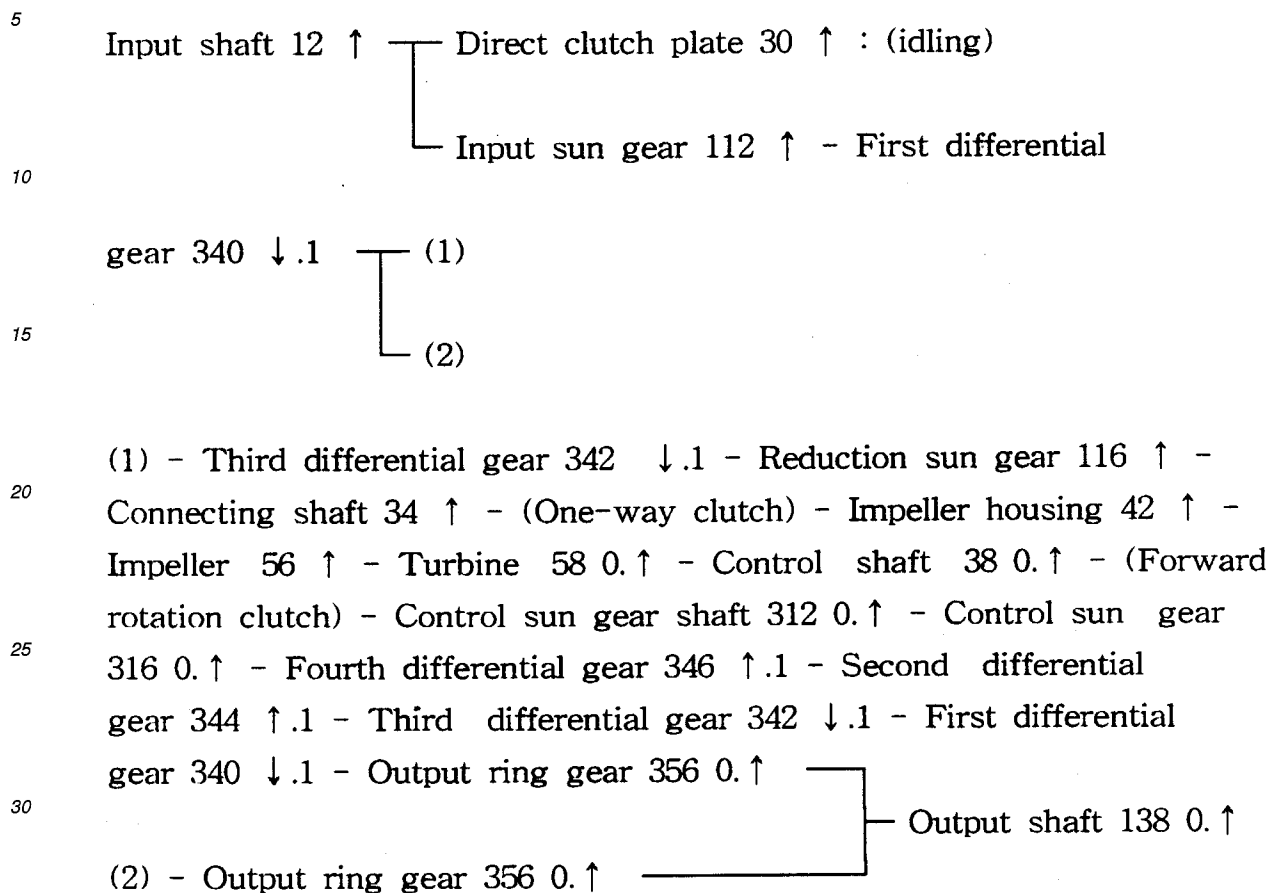 5
Input shaft 12 ↑ Direct clutch plate 30 ↑ : (idling)
Input sun gear 112 ↑ - First differential
10
gear 340 ↓.1 (1)
15
(2)
(1) - Third differential gear 342 ↓.1 - Reduction sun gear 116 ↑ -
20
Connecting shaft 34 ↑ - (One-way clutch) - Impeller housing 42 ↑ -
Impeller 56 ↑ - Turbine 58 0.↑ - Control shaft 38 0.↑ - (Forward
rotation clutch) - Control sun gear shaft 312 0.↑ - Control sun gear
25
316 0.↑ - Fourth differential gear 346 ↑.1 - Second differential
gear 344 ↑.1 - Third differential gear 342 ↓.1 - First differential
gear 340 ↓.1 - Output ring gear 356 0.↑
30
Output shaft 138 0.↑
(2) - Output ring gear 356 0.↑